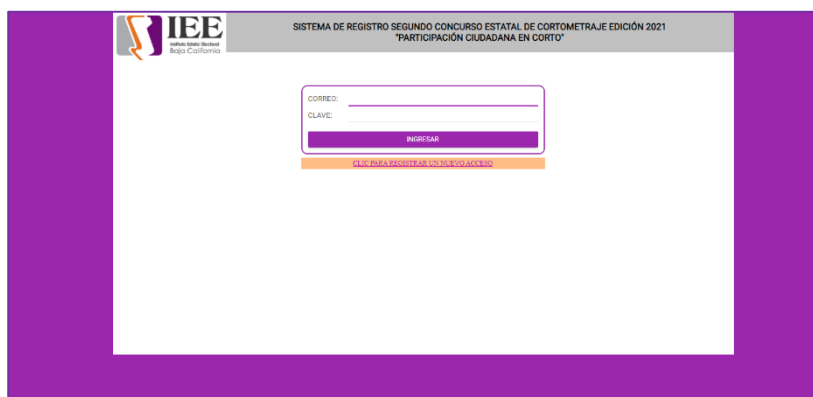 IEE
Instituto Estatal Electoral
Baja California
SISTEMA DE REGISTRO SEGUNDO CONCURSO ESTATAL DE CORTOMETRAJE EDICIÓN 2021
"PARTICIPACIÓN CIUDADANA EN CORTO"
CORREO:
CLAVE:
INGRESAR
CLIC PARA REGISTRAR UN NUEVO ACCESO